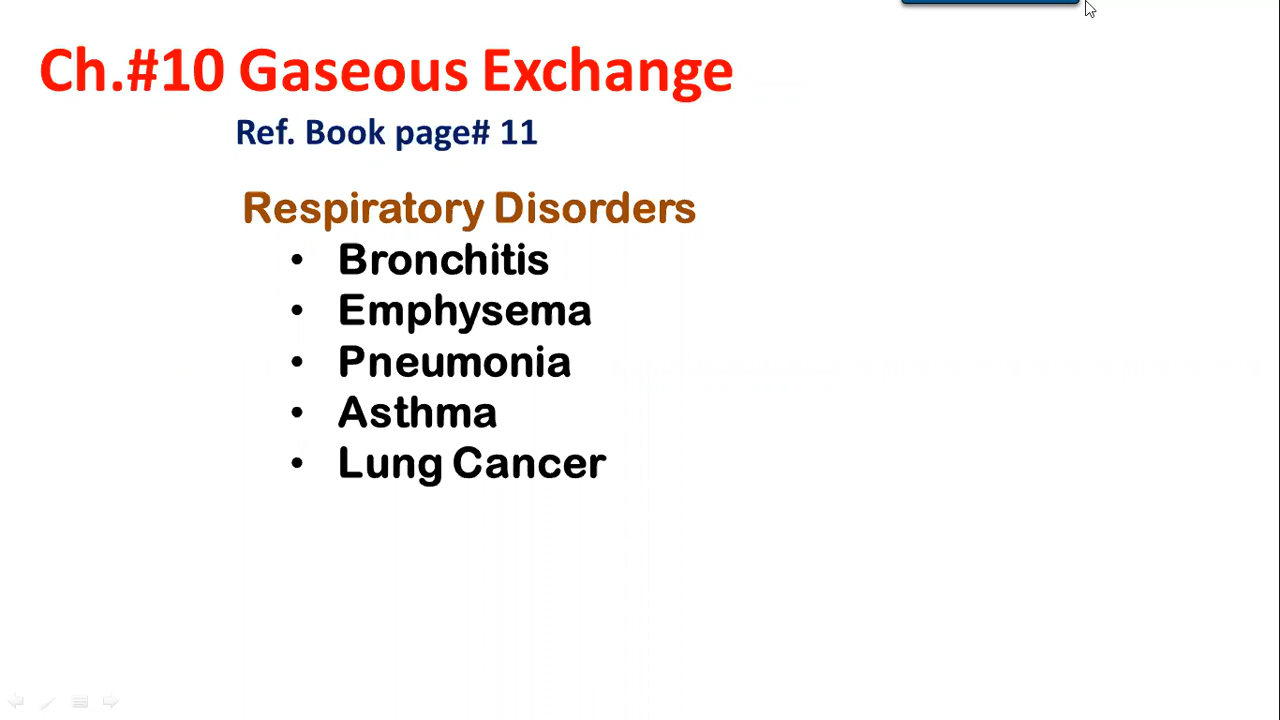 Ch.#10 Gaseous Exchange
Ref. Book page# 11
Respiratory Disorders
• Bronchitis
• Emphysema
• Pneumonia
• Asthma
• Lung Cancer